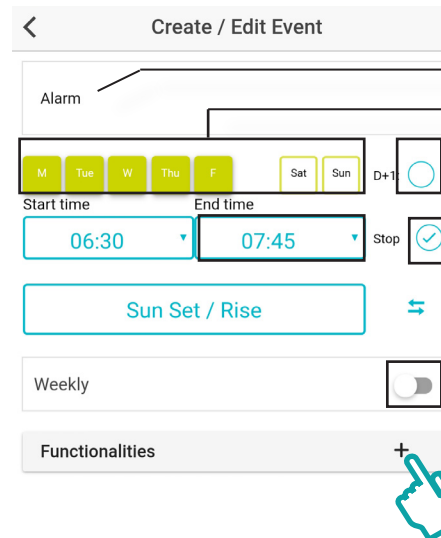 Create / Edit Event
Alarm
M Tue W Thu F Sat Sun D+1:
Start time End time
06:30 07:45 Stop
Sun Set / Rise
Weekly
Functionalities